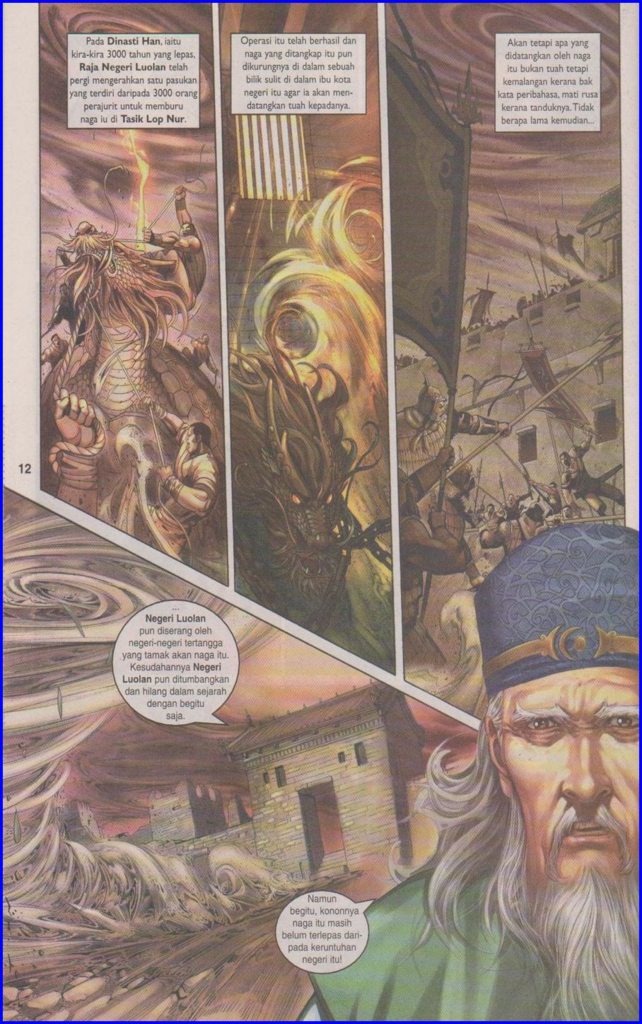 Pada Dinasti Han, iaitu
kira-kira 3000 tahun yang lepas,
Raja Negeri Luolan telah
pergi mengerahkan satu pasukan
yang terdiri daripada 3000 orang
perajurit untuk memburu
naga iu di Tasik Lop Nur.
Operasi itu telah berhasil dan
naga yang ditangkap itu pun
dikurungnya di dalam sebuah
bilik sulit di dalam ibu kota
negeri itu agar ia akan men-
datangkan tuah kepadanya.
Akan tetapi apa yang
didatangkan oleh naga
itu bukan tuah tetapi
kemalangan kerana bak
kata peribahasa, mati rusa
kerana tanduknya. Tidak
berapa lama kemudian...
12
...
Negeri Luolan
pun diserang oleh
negeri-negeri tertangga
yang tamak akan naga itu.
Kesudahannya Negeri
Luolan pun ditumbangkan
dan hilang dalam sejarah
dengan begitu
saja.
Namun
begitu, kononnya
naga itu masih
belum terlepas dari-
pada keruntuhan
negeri itu!